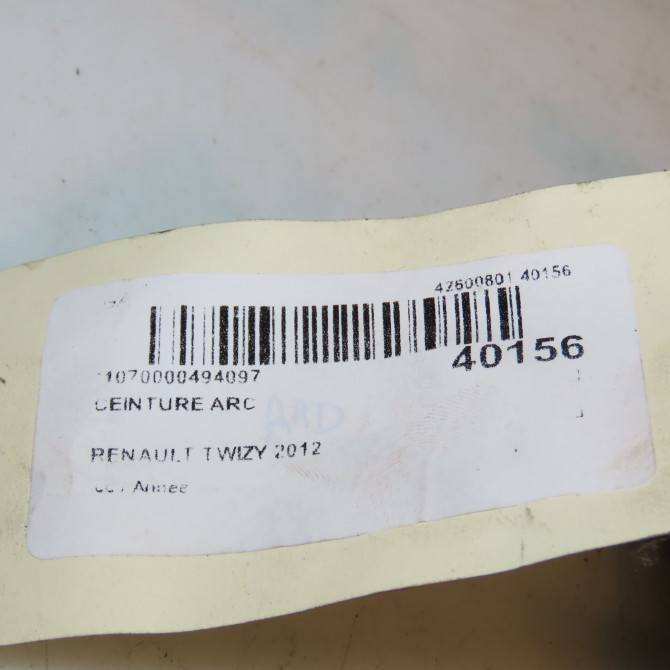 42600801 40156
40156
1070000494097
CEINTURE ARC
ARD
RENAULT TWIZY 2012
Annee